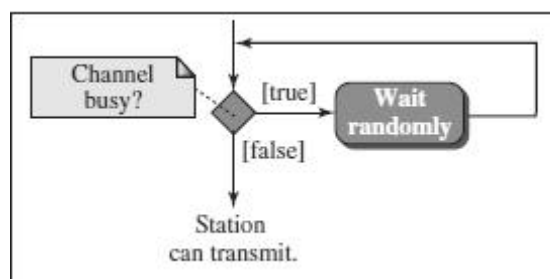 Channel
busy?
[true]
Wait
randomly
[false]
Station
can transmit.